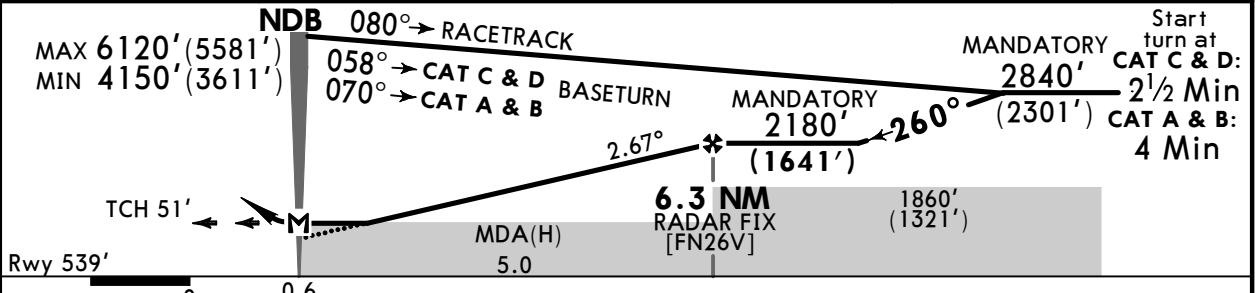 NDB
080° RACETRACK
MAX 6120' (5581')
MIN 4150' (3611')
058° CAT C & D
070° CAT A & B
BASETURN
MANDATORY
2840'
(2301')
Start
turn at
CAT C & D:
2½ Min
CAT A & B:
4 Min
MANDATORY
2180'
(1641')
260°
2.67°
TCH 51'
M
6.3 NM
RADAR FIX
[FN26V]
1860'
(1321')
MDA(H)
5.0
Rwy 539'
0.6